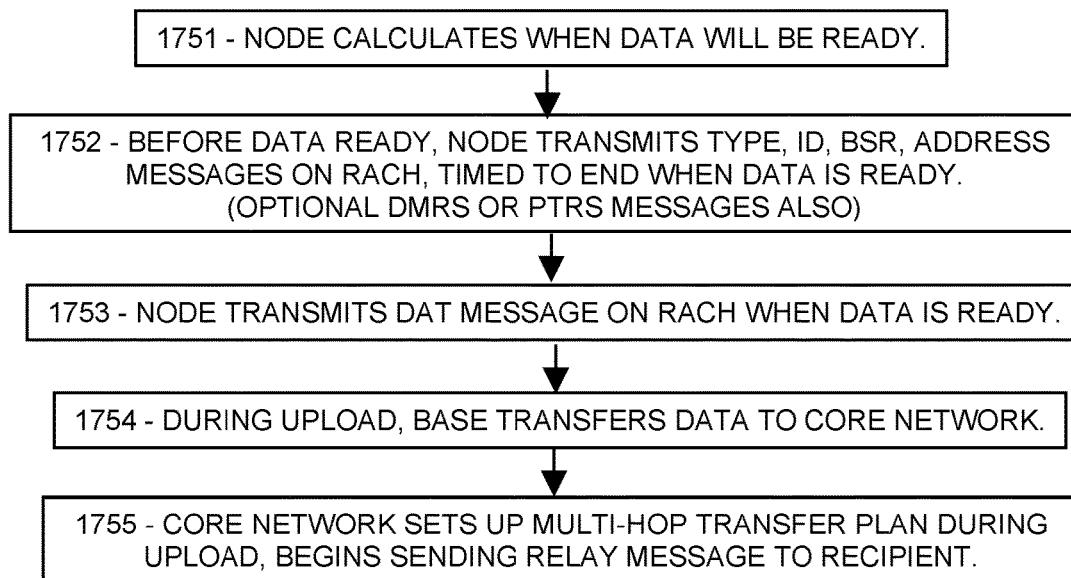 1751 - NODE CALCULATES WHEN DATA WILL BE READY.
1752 - BEFORE DATA READY, NODE TRANSMITS TYPE, ID, BSR, ADDRESS
MESSAGES ON RACH, TIMED TO END WHEN DATA IS READY.
(OPTIONAL DMRS OR PTRS MESSAGES ALSO)
1753 - NODE TRANSMITS DAT MESSAGE ON RACH WHEN DATA IS READY.
1754 - DURING UPLOAD, BASE TRANSFERS DATA TO CORE NETWORK.
1755 - CORE NETWORK SETS UP MULTI-HOP TRANSFER PLAN DURING
UPLOAD, BEGINS SENDING RELAY MESSAGE TO RECIPIENT.